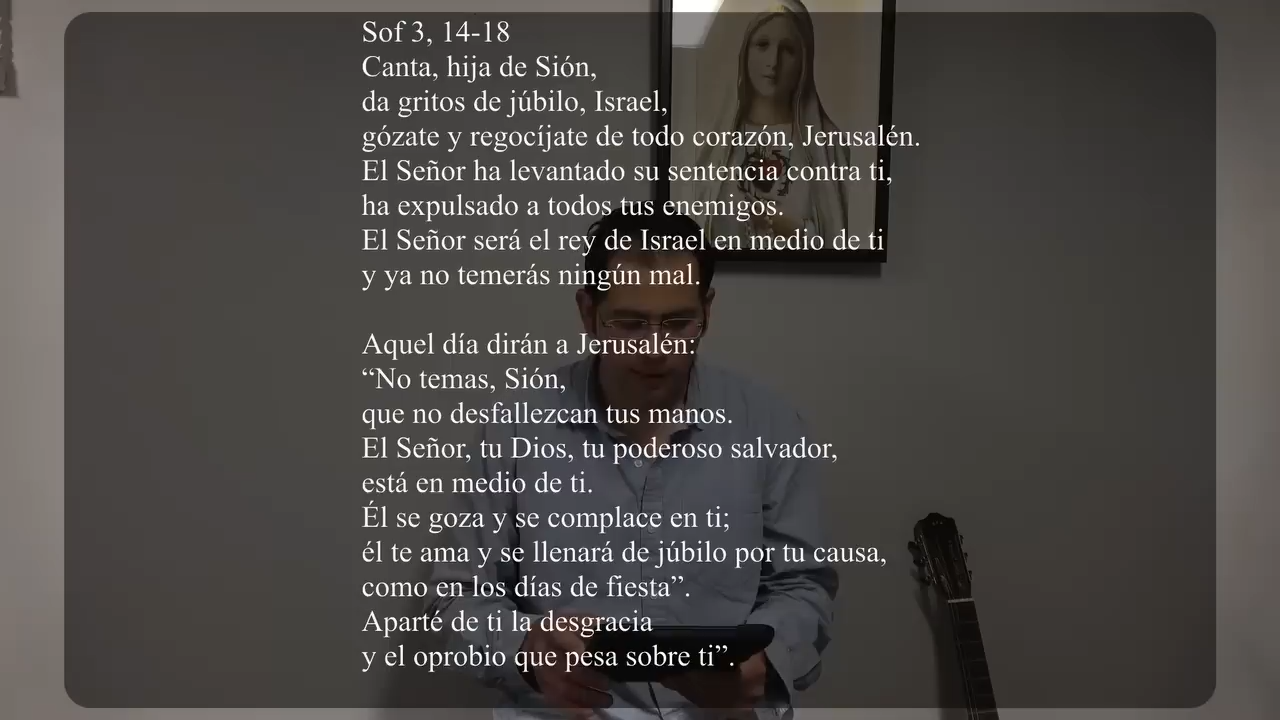 Sof 3, 14-18
Canta, hija de Sión,
da gritos de júbilo, Israel,
gózate y regocíjate de todo corazón, Jerusalén.
El Señor ha levantado su sentencia contra ti,
ha expulsado a todos tus enemigos.
El Señor será el rey de Israel en medio de ti
y ya no temerás ningún mal.

Aquel día dirán a Jerusalén:
“No temas, Sión,
que no desfallezcan tus manos.
El Señor, tu Dios, tu poderoso salvador,
está en medio de ti.
Él se goza y se complace en ti;
él te ama y se llenará de júbilo por tu causa,
como en los días de fiesta”.
Aparté de ti la desgracia
y el oprobio que pesa sobre ti”.